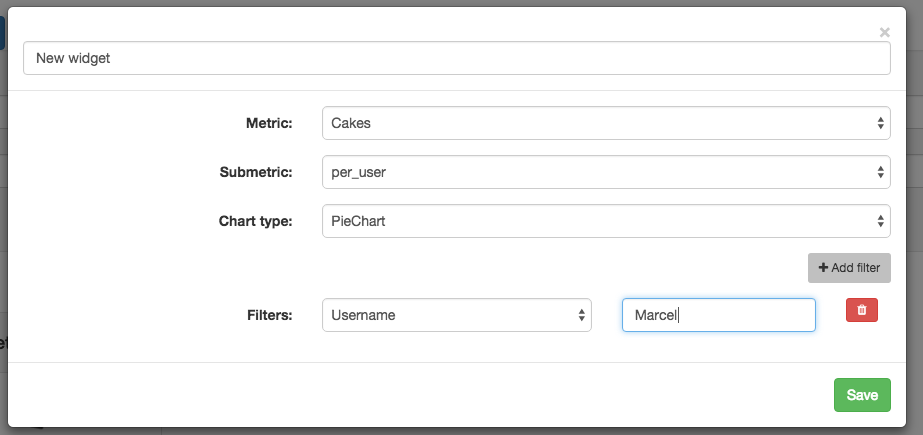 ×
New widget
Metric: Cakes
Submetric: per_user
Chart type: PieChart
+ Add filter
Filters: Username Marcel
Save